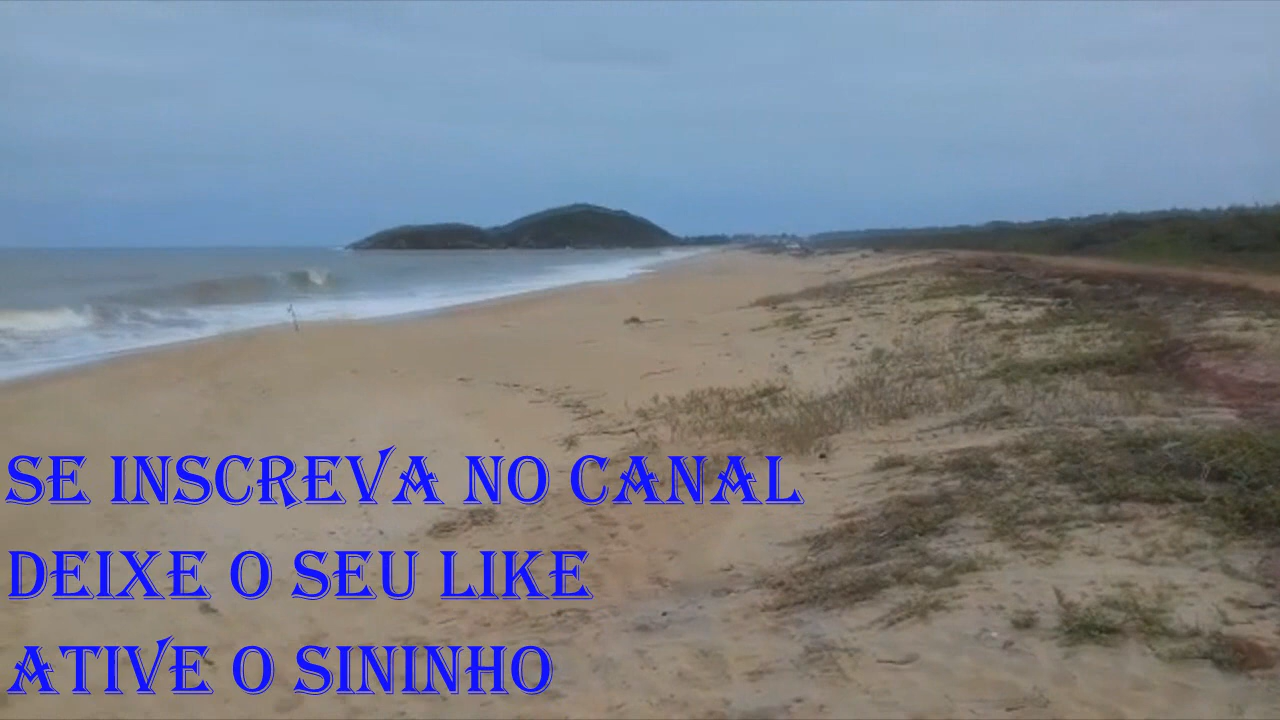 SE INSCREVA NO CANAL
DEIXE O SEU LIKE
ATIVE O SININHO